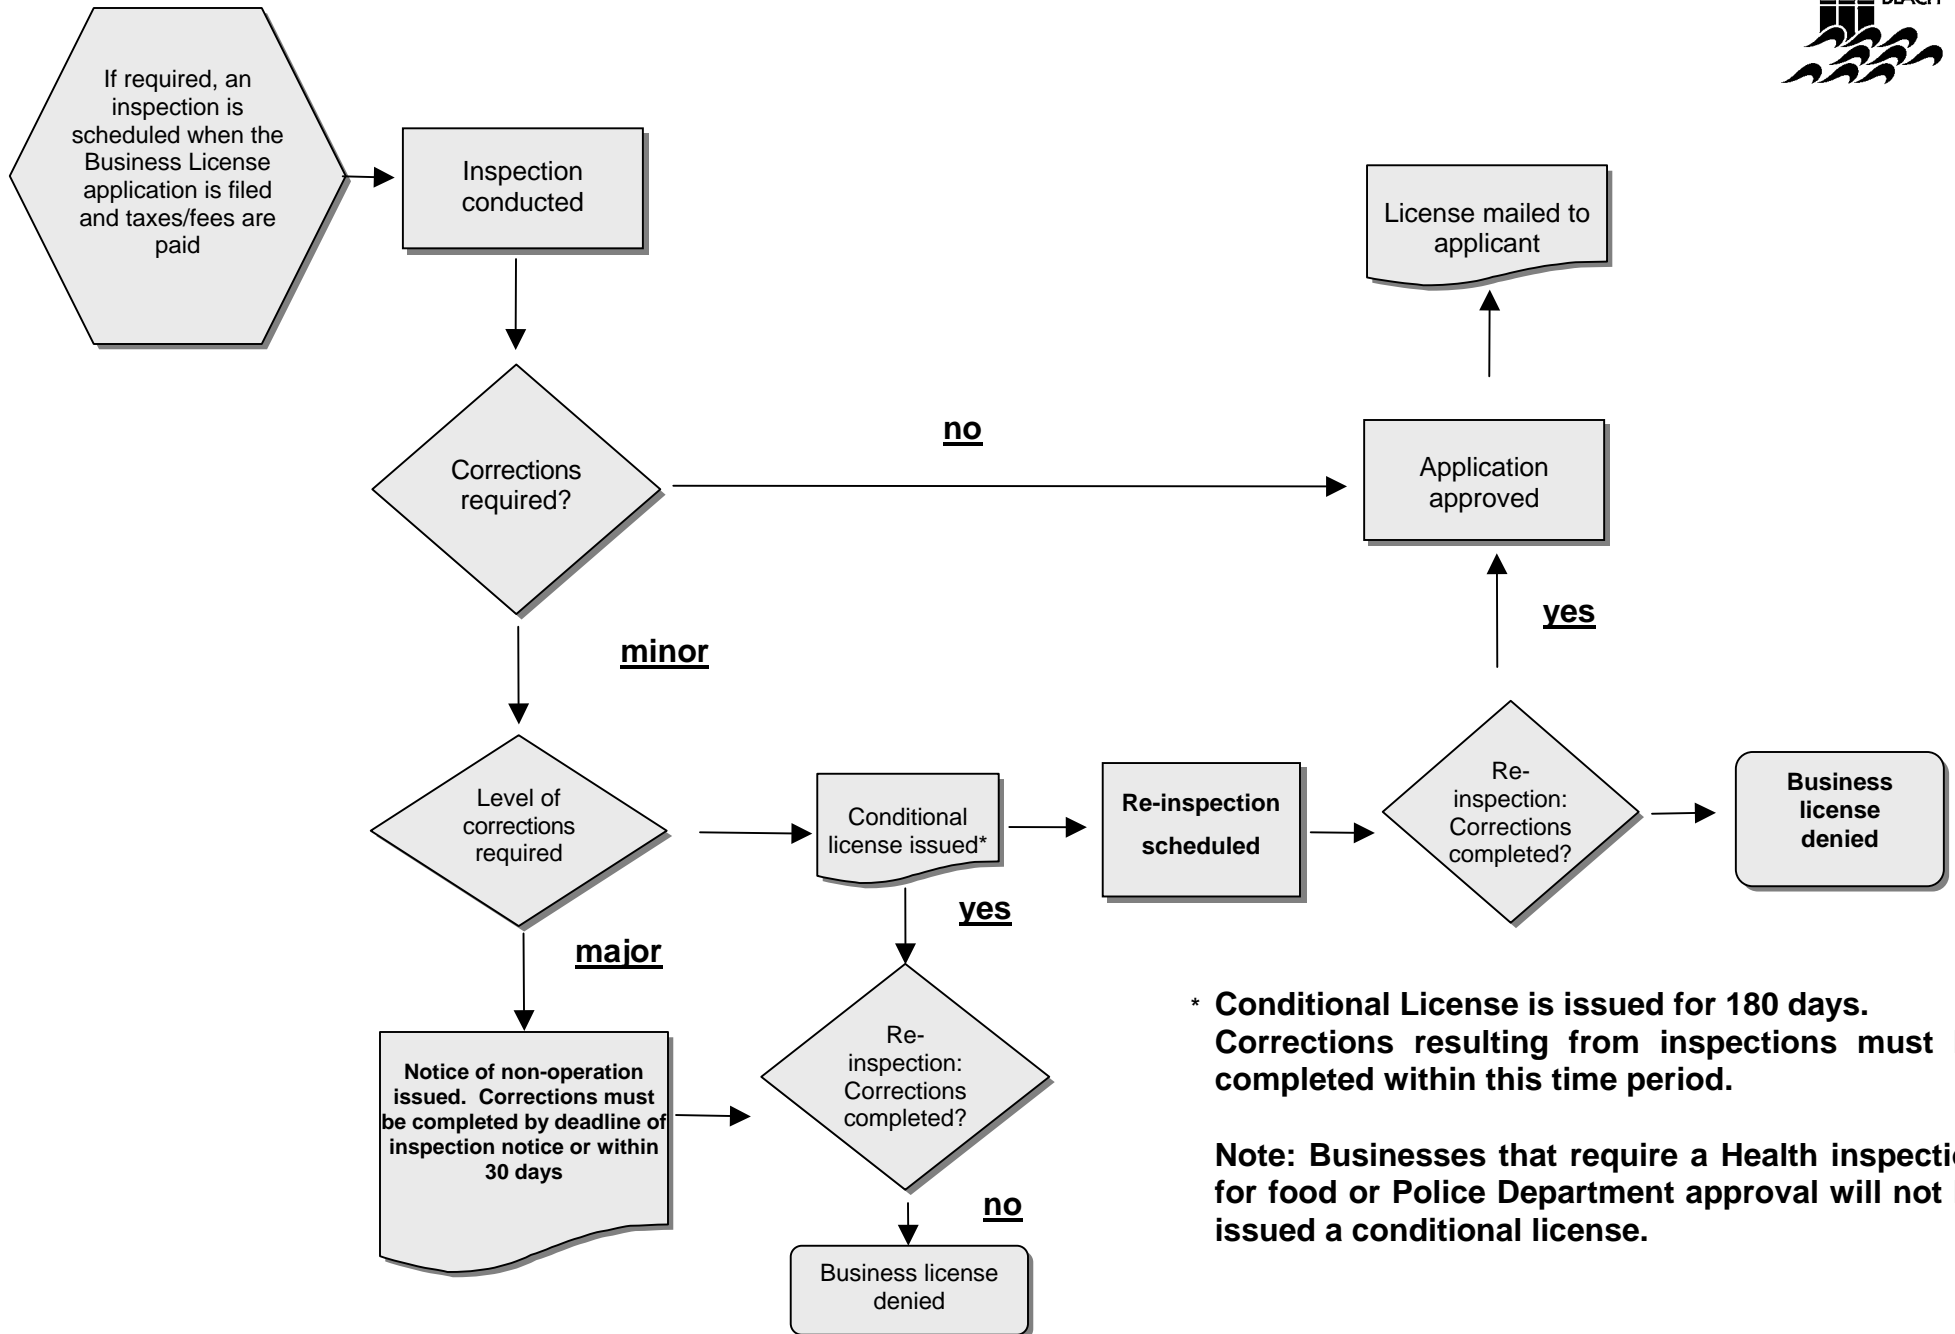 If required, an
inspection is
scheduled when the
Business License
application is filed
and taxes/fees are
paid
Inspection
conducted
License mailed to
applicant
no
Corrections
required?
Application
approved
yes
minor
Level of
corrections
required
Conditional
license issued*
Re-inspection
scheduled
Re-
inspection:
Corrections
completed?
Business
license
denied
yes
major
Notice of non-operation
issued. Corrections must
be completed by deadline of
inspection notice or within
30 days
Re-
inspection:
Corrections
completed?
no
Business license
denied
* Conditional License is issued for 180 days.
Corrections resulting from inspections must
completed within this time period.
Note: Businesses that require a Health
for food or Police Department approval will not
issued a conditional license.